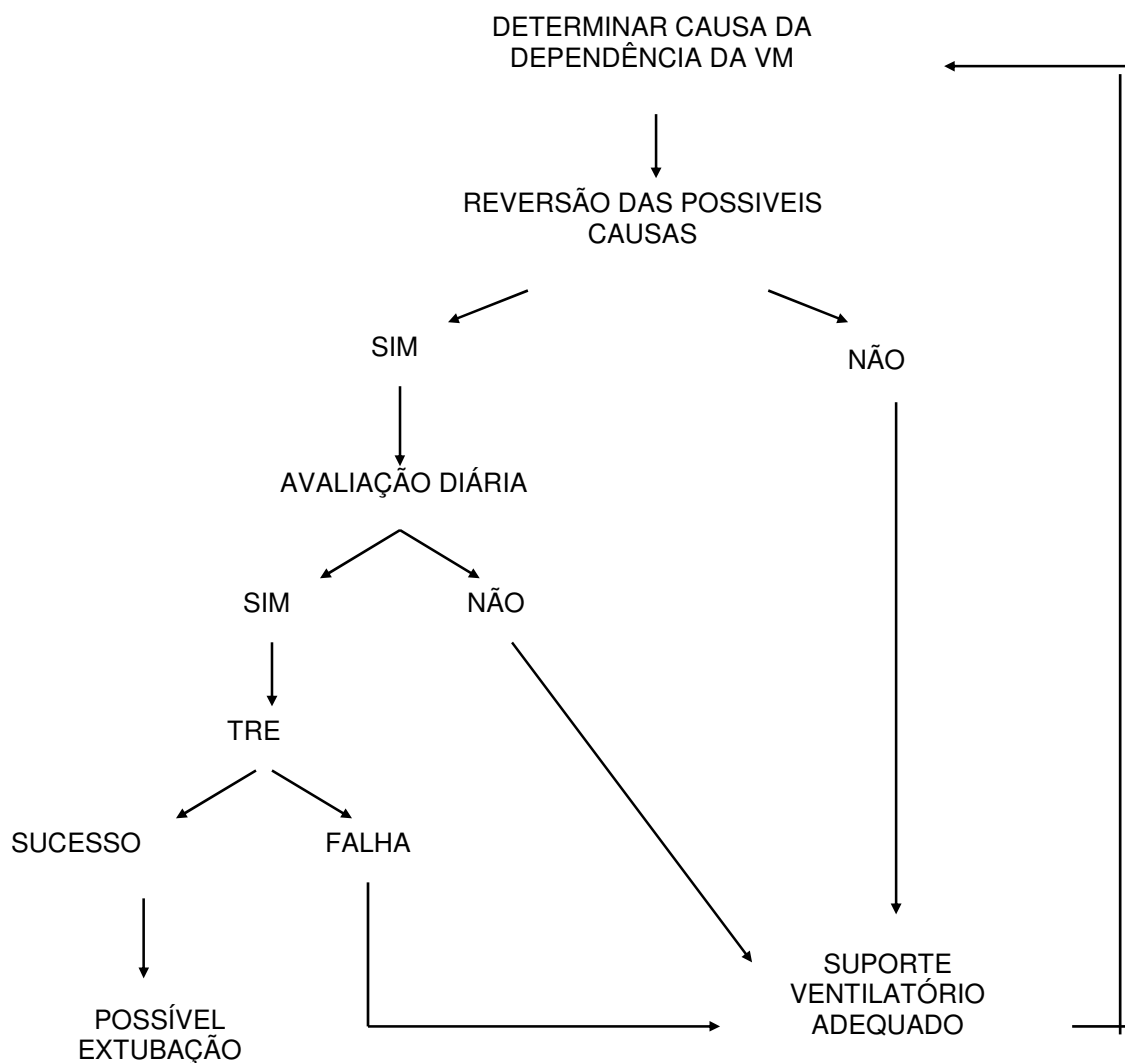 DETERMINAR CAUSA DA
DEPENDÊNCIA DA VM
REVERSÃO DAS POSSIVEIS
CAUSAS
SIM
NÃO
AVALIAÇÃO DIÁRIA
SIM
NÃO
TRE
SUCESSO
FALHA
SUPORTE
VENTILATÓRIO
ADEQUADO
POSSÍVEL
EXTUBAÇÃO